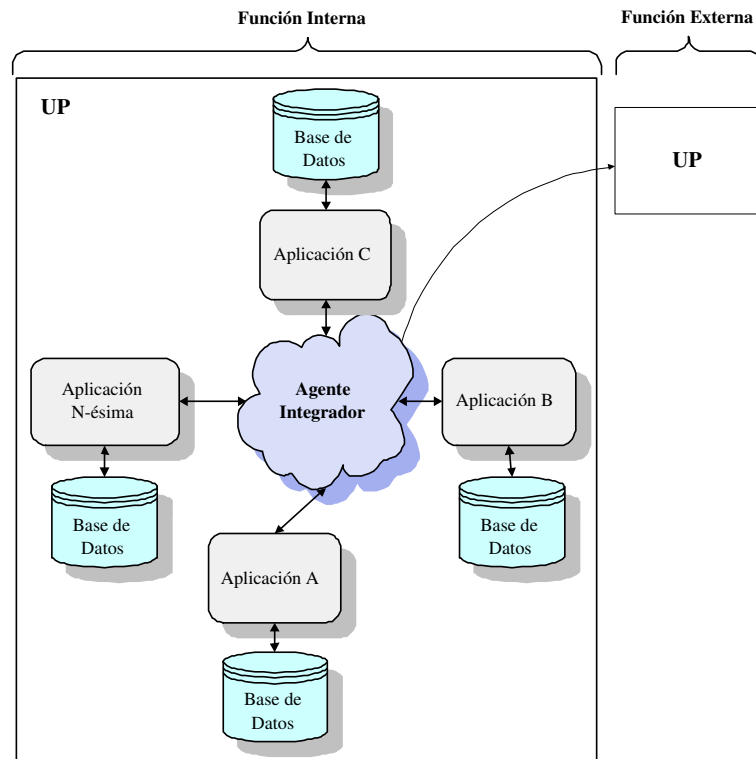 Función Interna
Función Externa
UP
Base de
Datos
UP
Aplicación C
Agente
Integrador
Aplicación
N-ésima
Aplicación B
Base de
Datos
Base de
Datos
Aplicación A
Base de
Datos